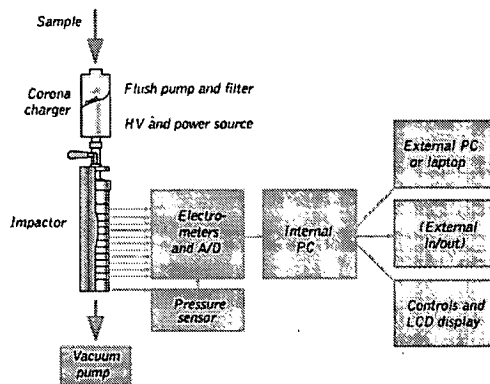 Sample
Corona
charger
Flush pump and filter
HV and power source
Impactor
Electro-
meters
and A/D
Pressure
sensor
Internal
PC
External PC
or laptop
(External
In/out)
Controls and
LCD display
Vacuum
pump